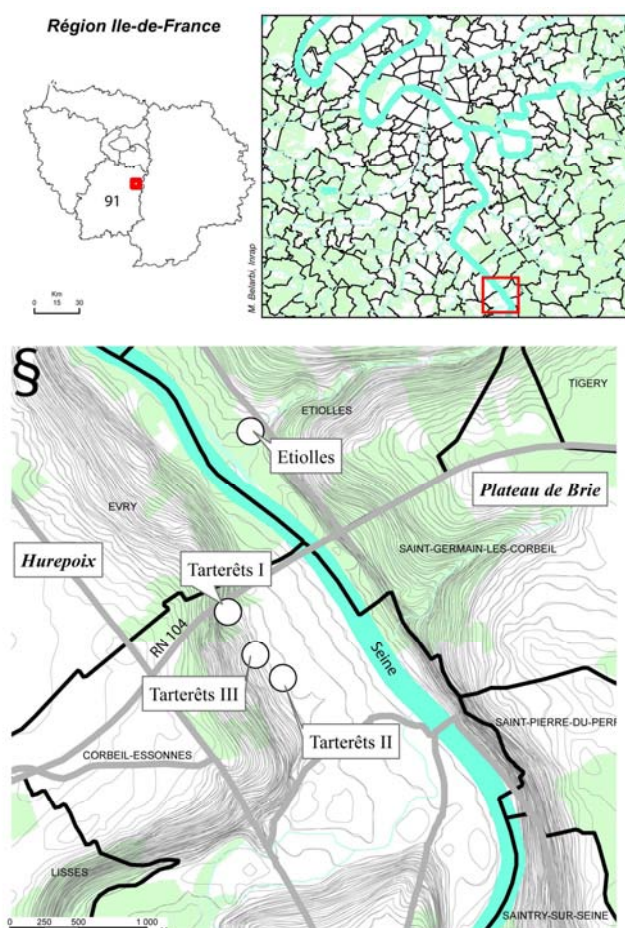 Région Ile-de-France
91
Km
0 15 30
M. Belarbi, Inrap
§
TIGERY
ETIOLLES
Etiolles
Plateau de Brie
EVRY
SAINT-GERMAIN-LES-CORBEIL
Hurepoix
Tarterêts I
RN 104
Seine
Tarterêts III
SAINT-PIERRE-DU-PERR
Tarterêts II
CORBEIL-ESSONNES
LISSES
SAINTRY-SUR-SEINE
0 250 500 1 000